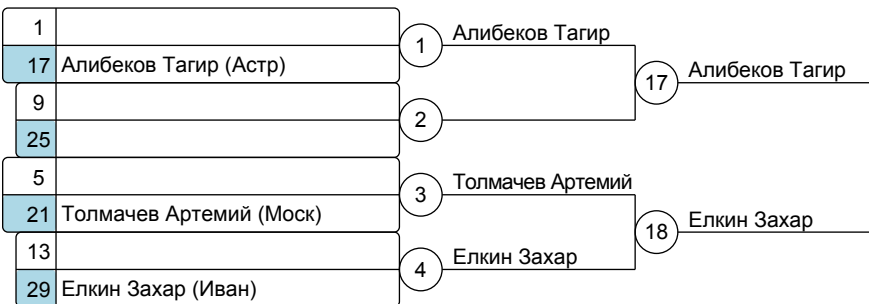 1
17 Алибеков Тагир (Астр)
1 Алибеков Тагир
17 Алибеков Тагир
9
25
2
5
21 Толмачев Артемий (Моск)
3 Толмачев Артемий
18 Елкин Захар
13
29 Елкин Захар (Иван)
4 Елкин Захар